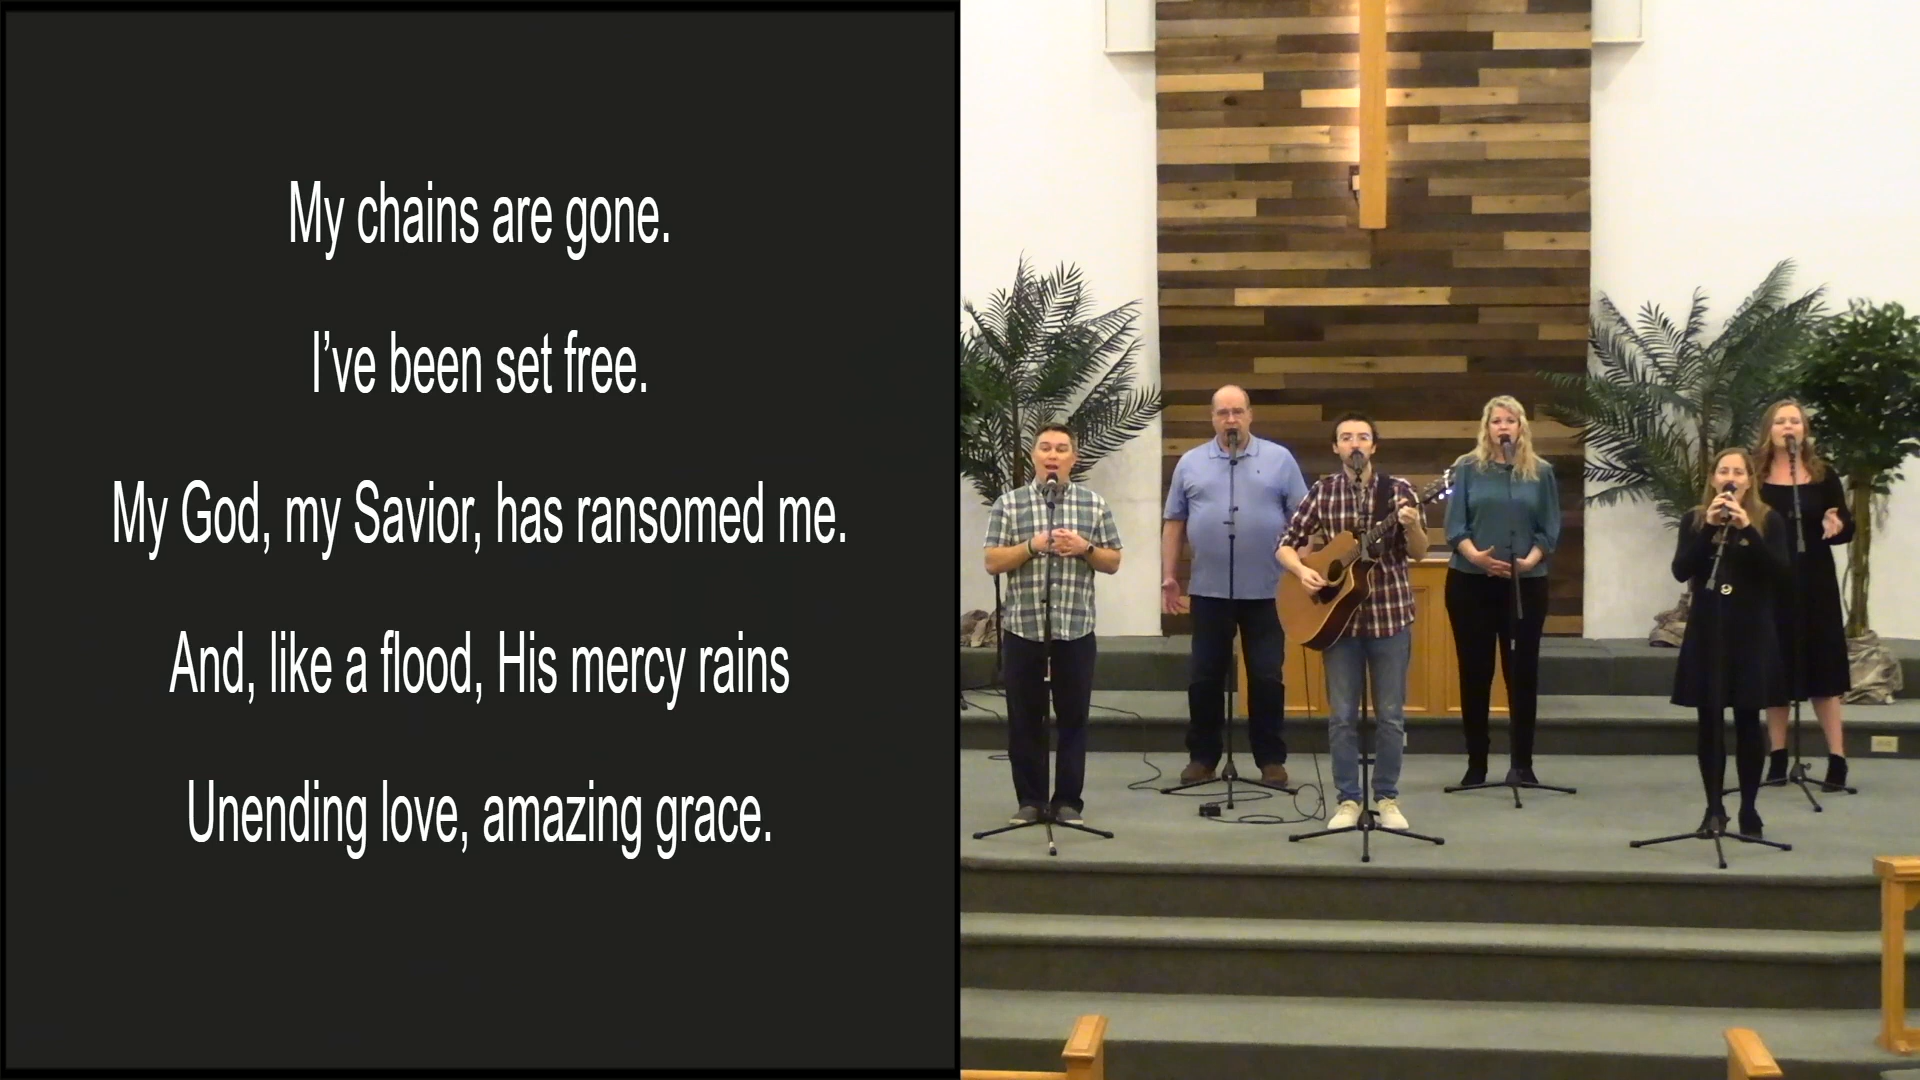 My chains are gone.
I’ve been set free.
My God, my Savior, has ransomed me.
And, like a flood, His mercy rains
Unending love, amazing grace.